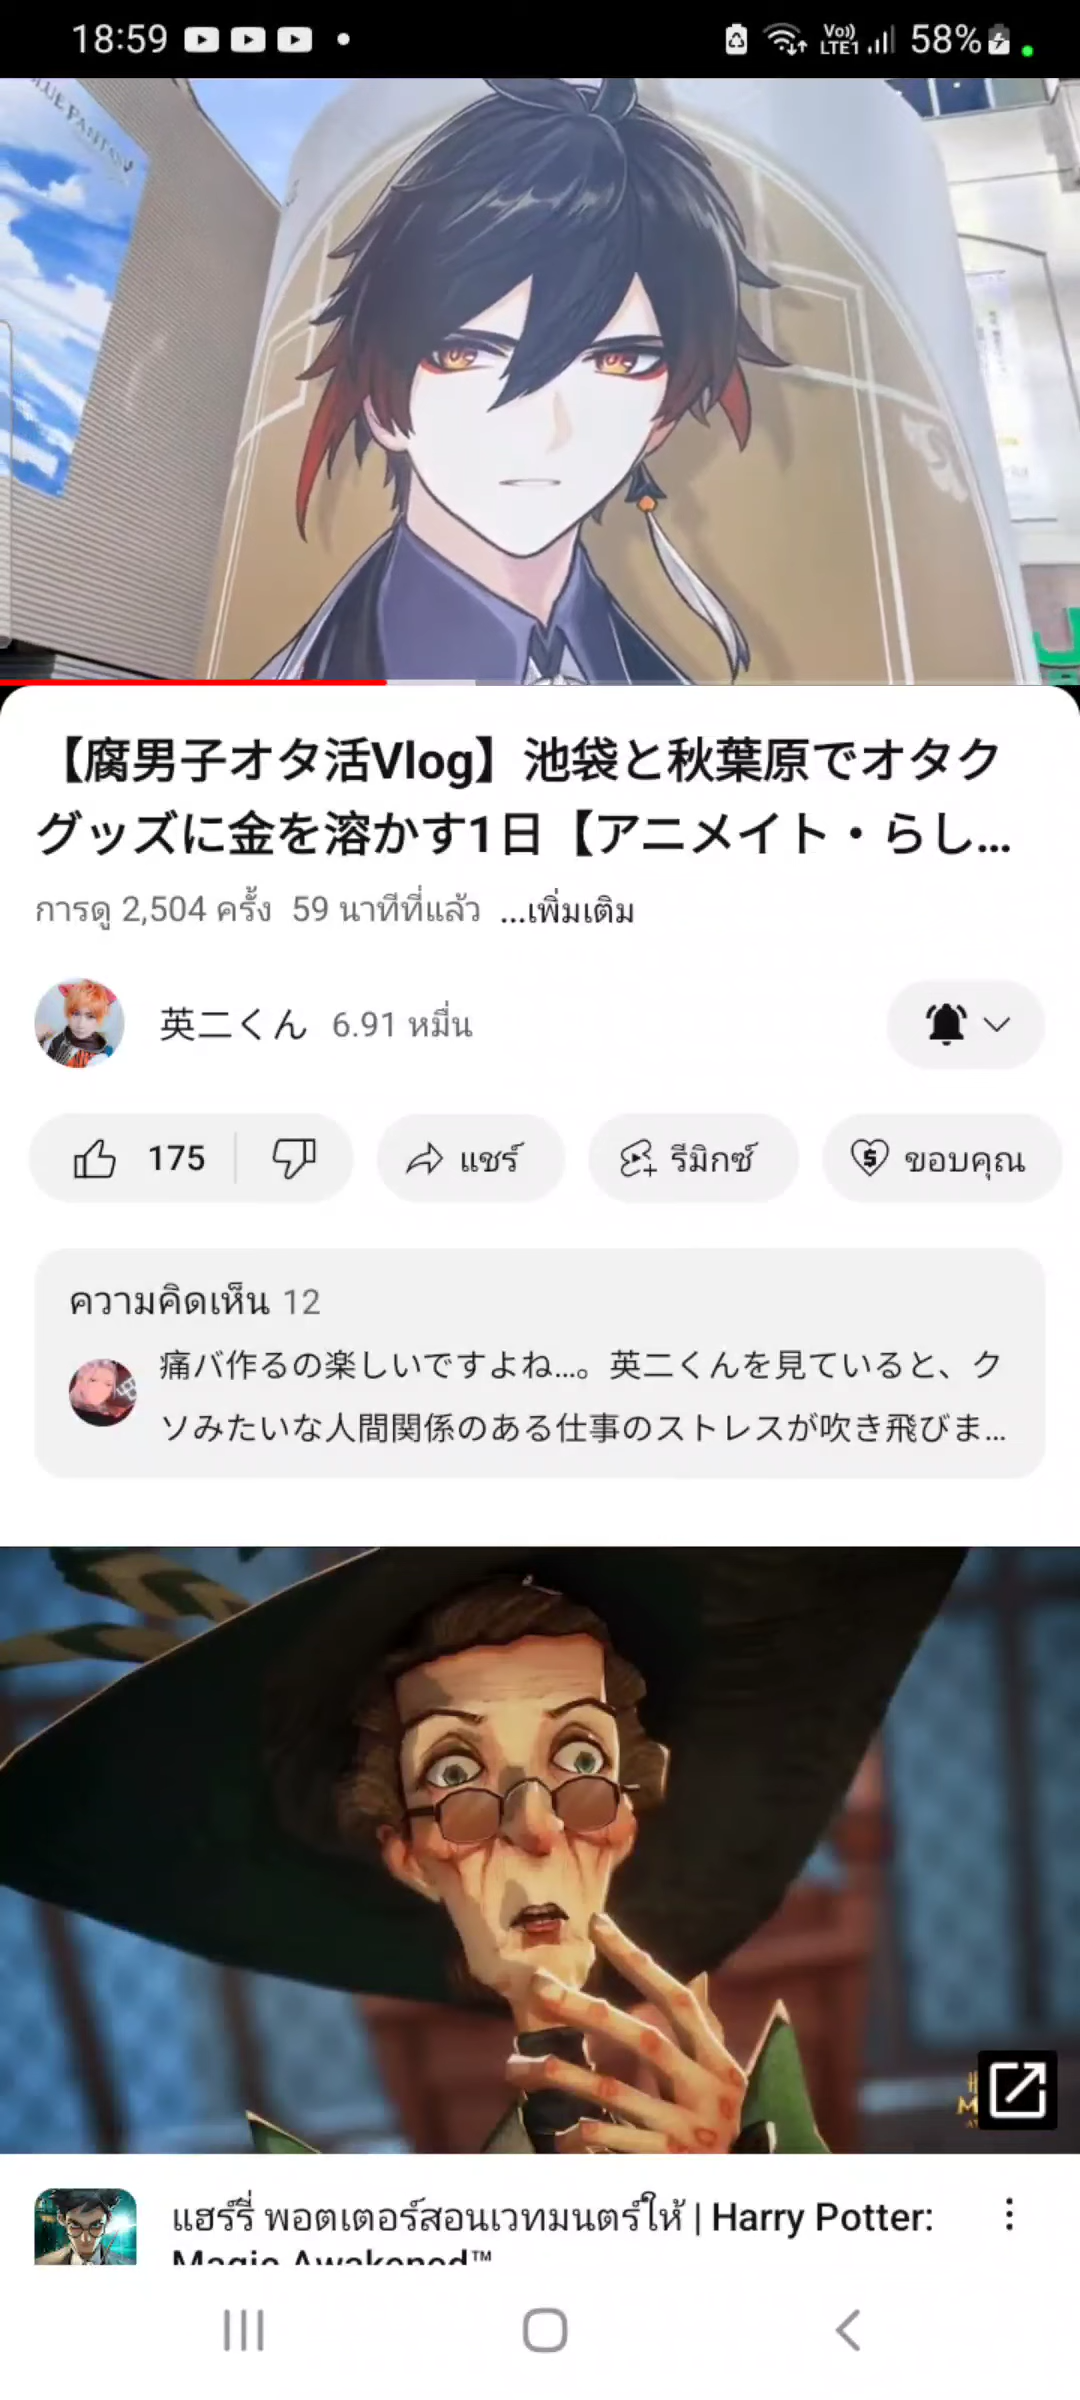 18:59
Vo)) LTE1 58%
LUE FANTASY
【腐男子オタ活Vlog】池袋と秋葉原でオタク
グッズに金を溶かす1日【アニメイト・らし...
การดู 2,504 ครั้ง 59 นาทีที่แล้ว ...เพิ่มเติม
英二くん 6.91 หมื่น
175 แชร์ รีมิกซ์ ขอบคุณ
ความคิดเห็น 12
痛バ作るの楽しいですよね…。英二くんを見ていると、ク
ソみたいな人間関係のある仕事のストレスが吹き飛びま...
แฮร์รี่ พอตเตอร์สอนเวทมนตร์ให้ | Harry Potter:
Magic Awakened™